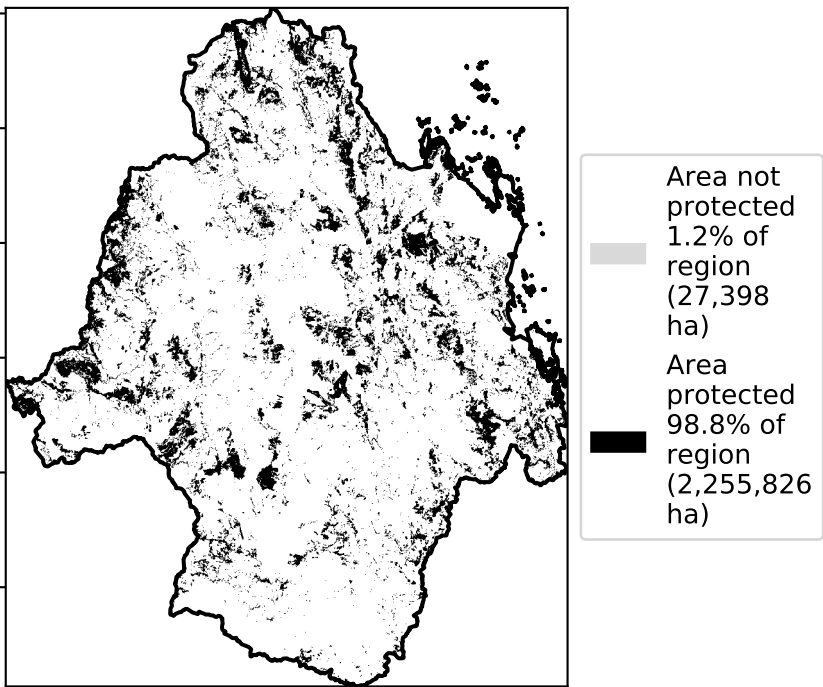 Area not
protected
1.2% of
region
(27,398
ha)
Area
protected
98.8% of
region
(2,255,826
ha)